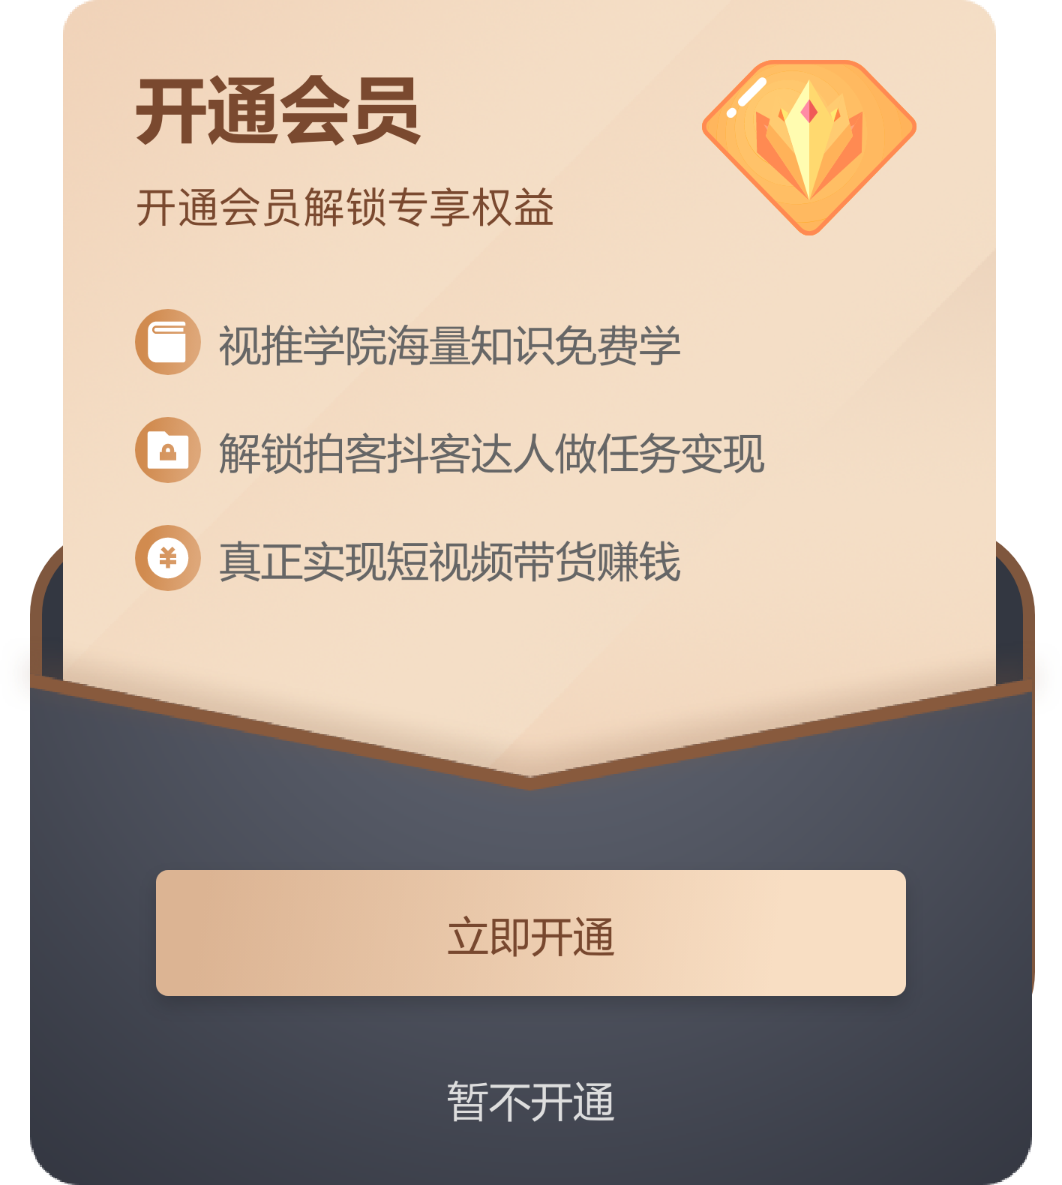 开通会员
开通会员解锁专享权益
视推学院海量知识免费学
解锁拍客抖客达人做任务变现
真正实现短视频带货赚钱
立即开通
暂不开通